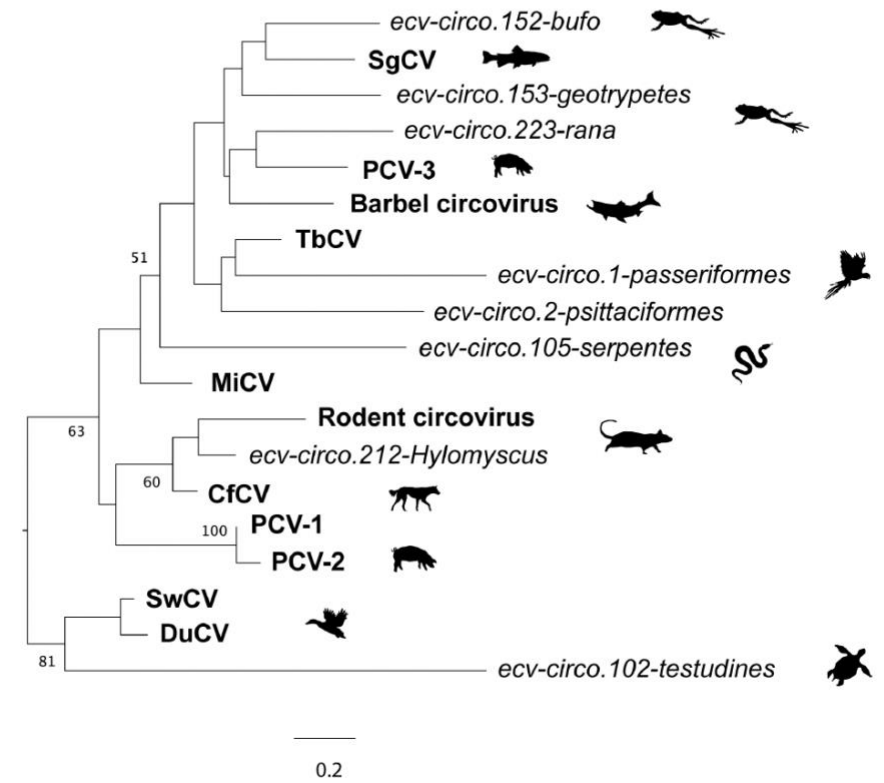 ecv-circo.152-bufo
SgCV
ecv-circo.153-geotrypetes
ecv-circo.223-rana
PCV-3
Barbel circovirus
TbCV
51
ecv-circo.1-passeriformes
ecv-circo.2-psittaciformes
ecv-circo.105-serpentes
MiCV
Rodent circovirus
63
ecv-circo.212-Hylomyscus
60
CfCV
PCV-1
100
PCV-2
SwCV
DuCV
81
ecv-circo.102-testudines
0.2